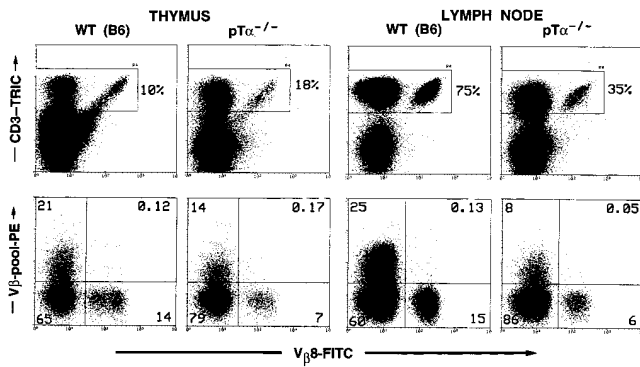 THYMUS
LYMPH NODE
WT (B6)
pTα−/−
WT (B6)
pTα−/−
CD3–TRIC
10%
18%
75%
35%
Vβ-pool-PE
21 0.12
65 14
14 0.17
79 7
25 0.13
60 15
8 0.05
86 6
Vβ8-FITC